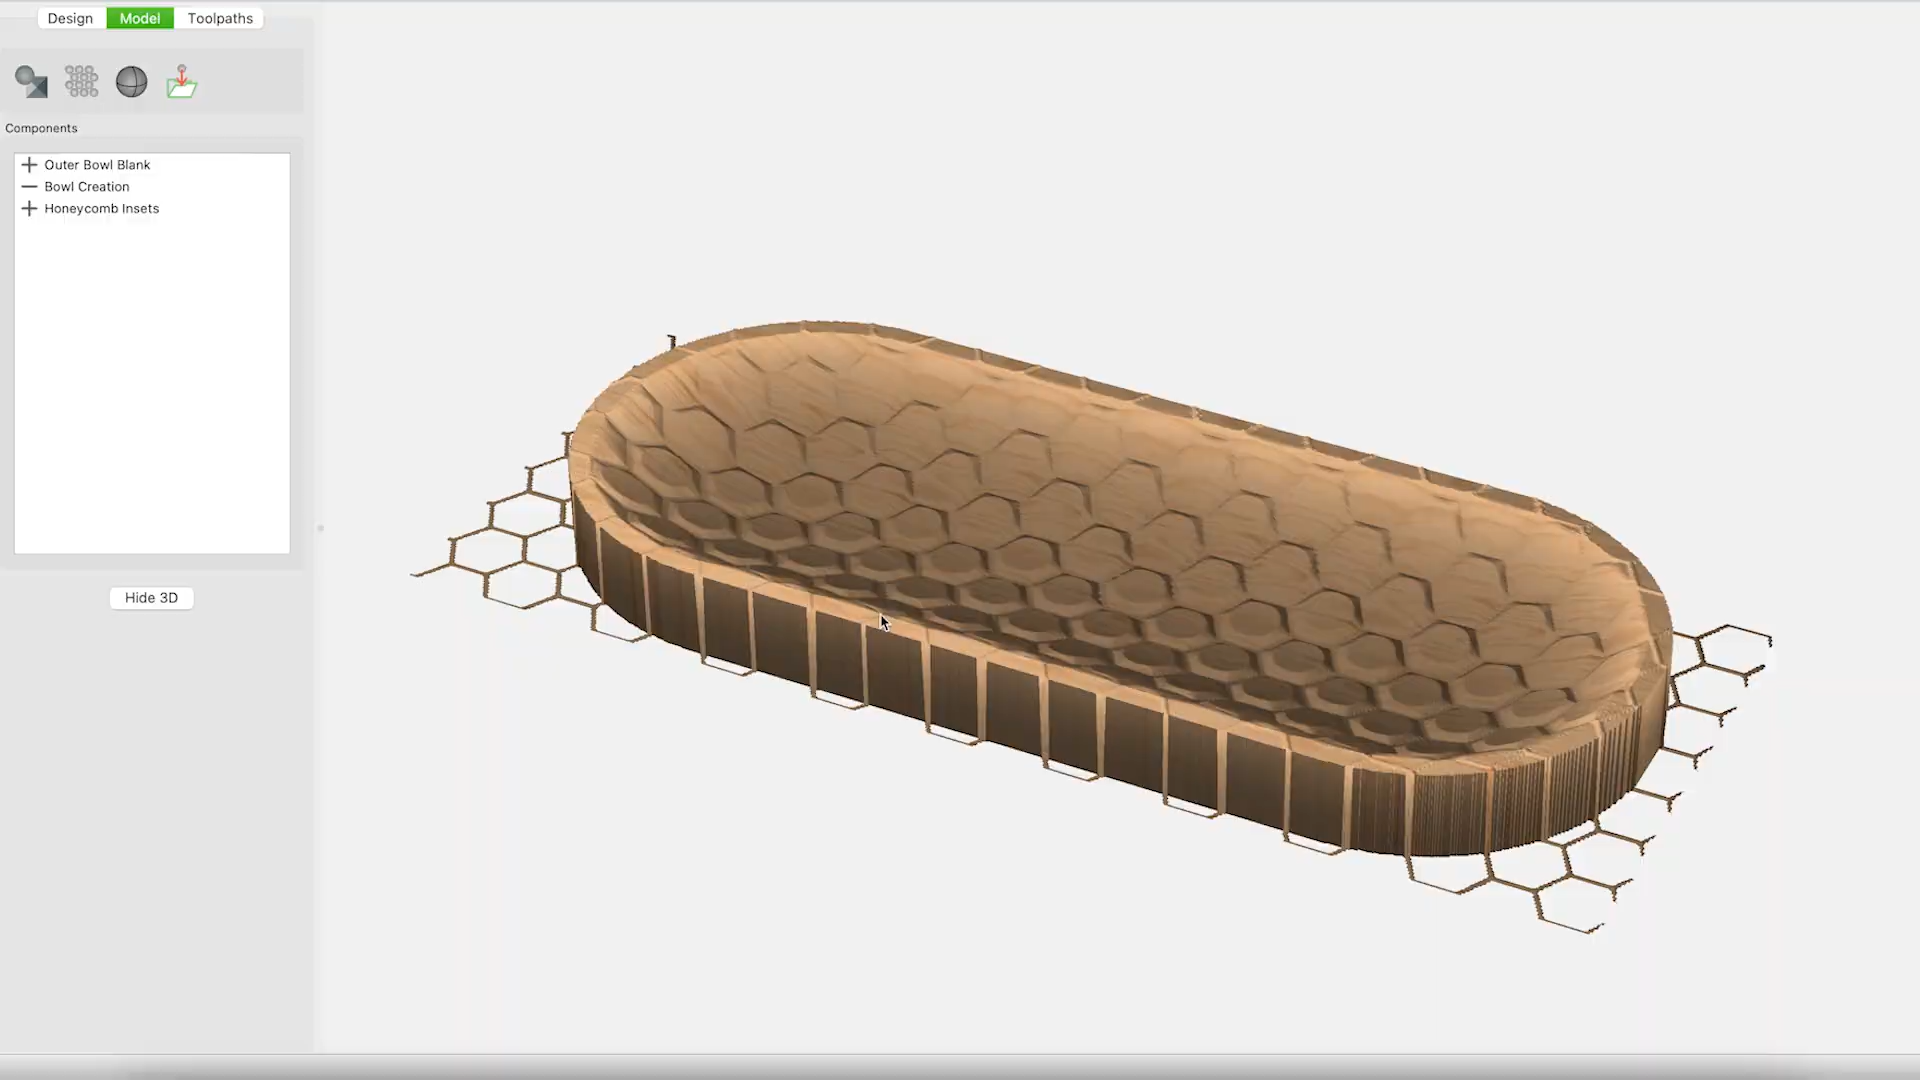 Design Model Toolpaths
Components
Outer Bowl Blank
Bowl Creation
Honeycomb Insets
Hide 3D